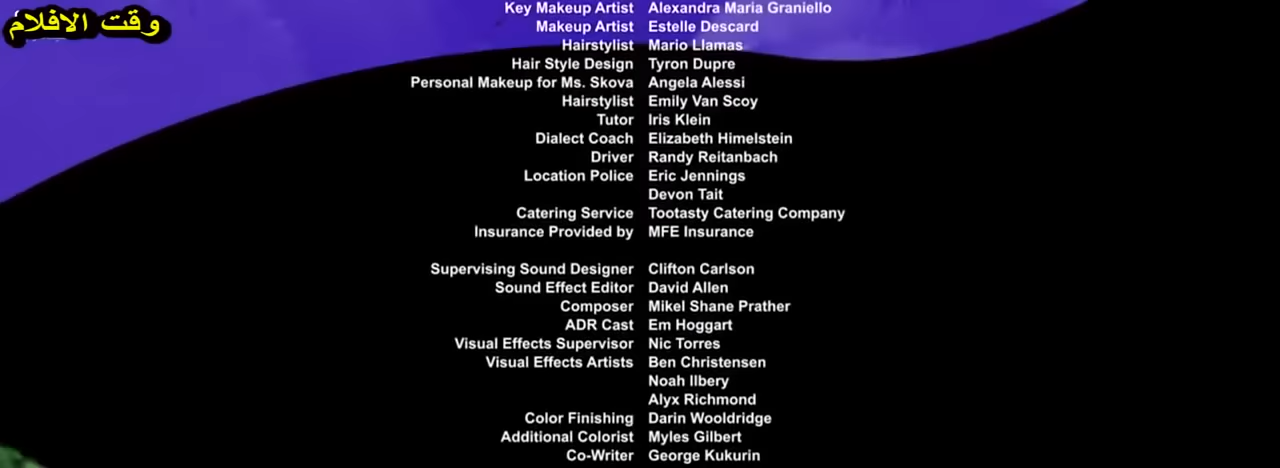 وقت الافلام
Key Makeup Artist Alexandra Maria Graniello
Makeup Artist Estelle Descard
Hairstylist Mario Llamas
Hair Style Design Tyron Dupre
Personal Makeup for Ms. Skova Angela Alessi
Hairstylist Emily Van Scoy
Tutor Iris Klein
Dialect Coach Elizabeth Himelstein
Driver Randy Reitanbach
Location Police Eric Jennings
Devon Tait
Catering Service Tootasty Catering Company
Insurance Provided by MFE Insurance
Supervising Sound Designer Clifton Carlson
Sound Effect Editor David Allen
Composer Mikel Shane Prather
ADR Cast Em Hoggart
Visual Effects Supervisor Nic Torres
Visual Effects Artists Ben Christensen
Noah Ilbery
Alyx Richmond
Color Finishing Darin Wooldridge
Additional Colorist Myles Gilbert
Co-Writer George Kukurin